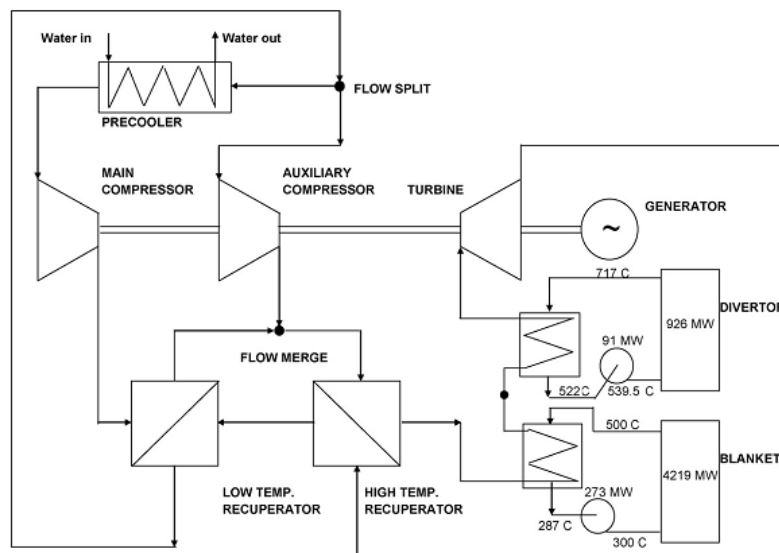 Water in
Water out
FLOW SPLIT
PRECOOLER
MAIN
COMPRESSOR
AUXILIARY
COMPRESSOR
TURBINE
GENERATOR
~
717 C
DIVERTOR
926 MW
91 MW
FLOW MERGE
522C
539.5 C
500 C
BLANKET
4219 MW
LOW TEMP.
RECUPERATOR
HIGH TEMP.
RECUPERATOR
273 MW
287 C
300 C